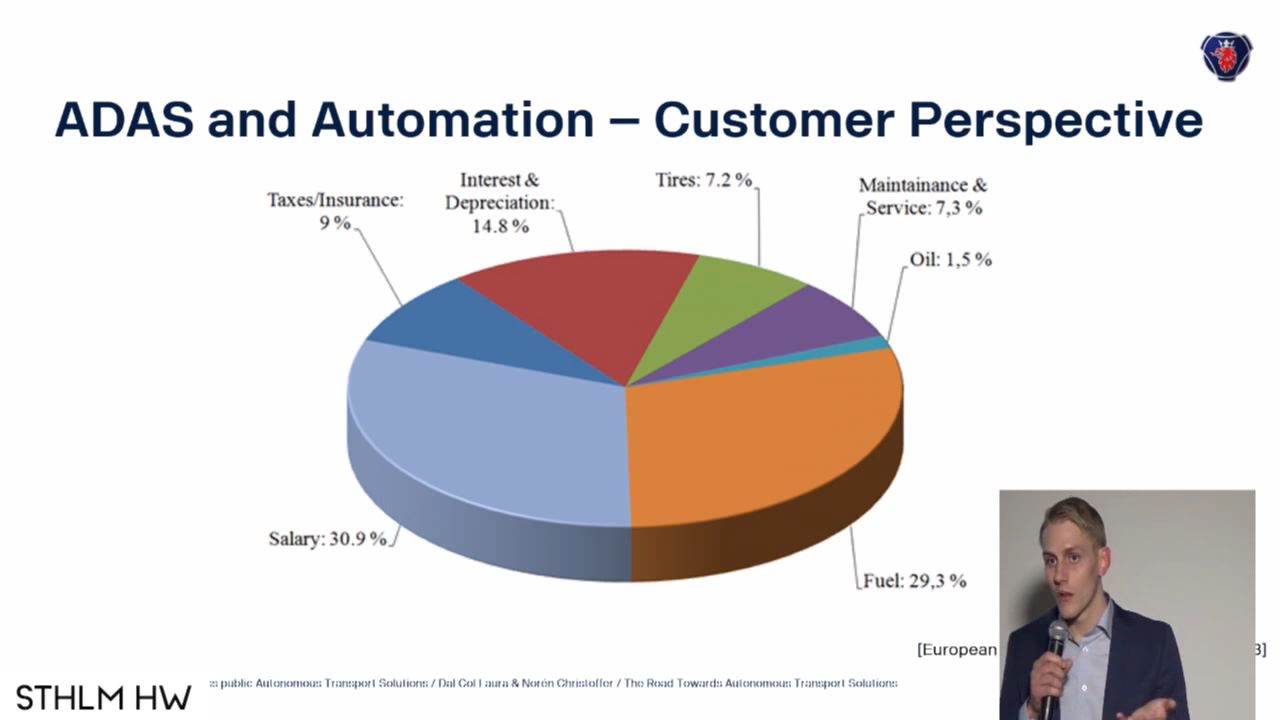 ADAS and Automation – Customer Perspective
Taxes/Insurance:
9 %
Interest &
Depreciation:
14.8 %
Tires: 7.2 %
Maintainance &
Service: 7,3 %
Oil: 1,5 %
Salary: 30.9 %
Fuel: 29,3 %
[European
3]
public Autonomous Transport Solutions / Dal Col Laura & Norén Christoffer / The Road Towards Autonomous Transport Solutions
STHLM HW